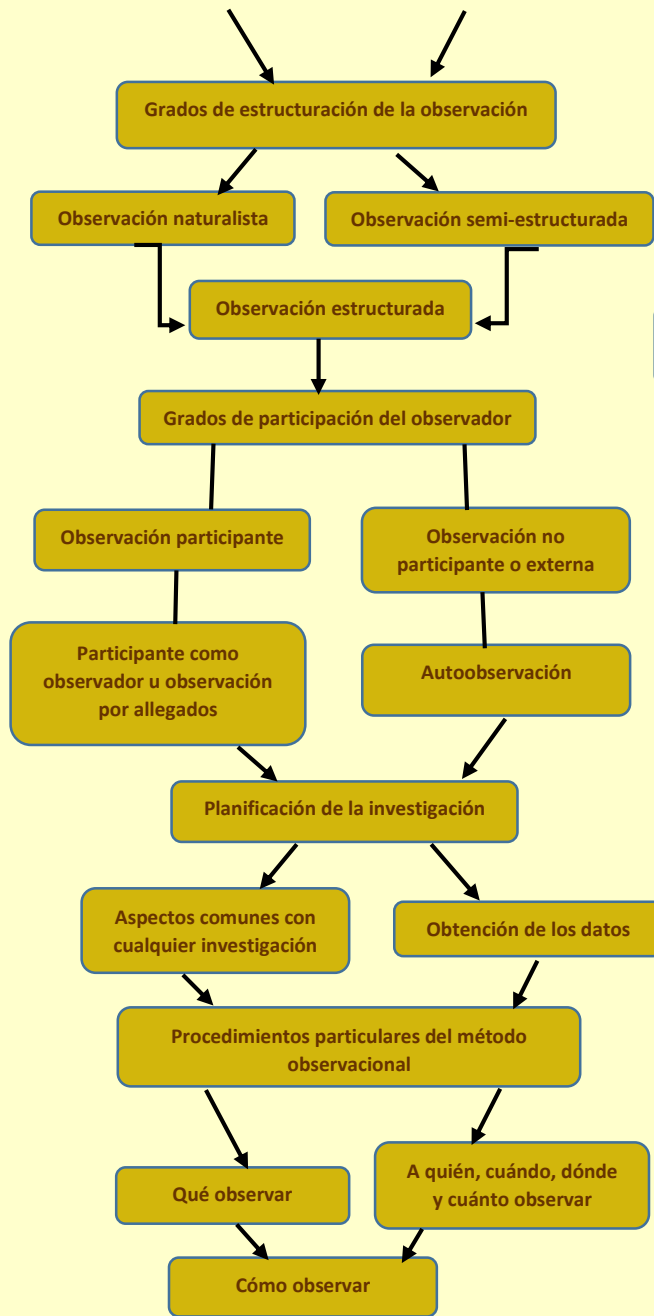 Grados de estructuración de la observación
Observación naturalista
Observación semi-estructurada
Observación estructurada
Grados de participación del observador
Observación participante
Observación no
participante o externa
Participante como
observador u observación
por allegados
Autoobservación
Planificación de la investigación
Aspectos comunes con
cualquier investigación
Obtención de los datos
Procedimientos particulares del método
observacional
Qué observar
A quién, cuándo, dónde
y cuánto observar
Cómo observar